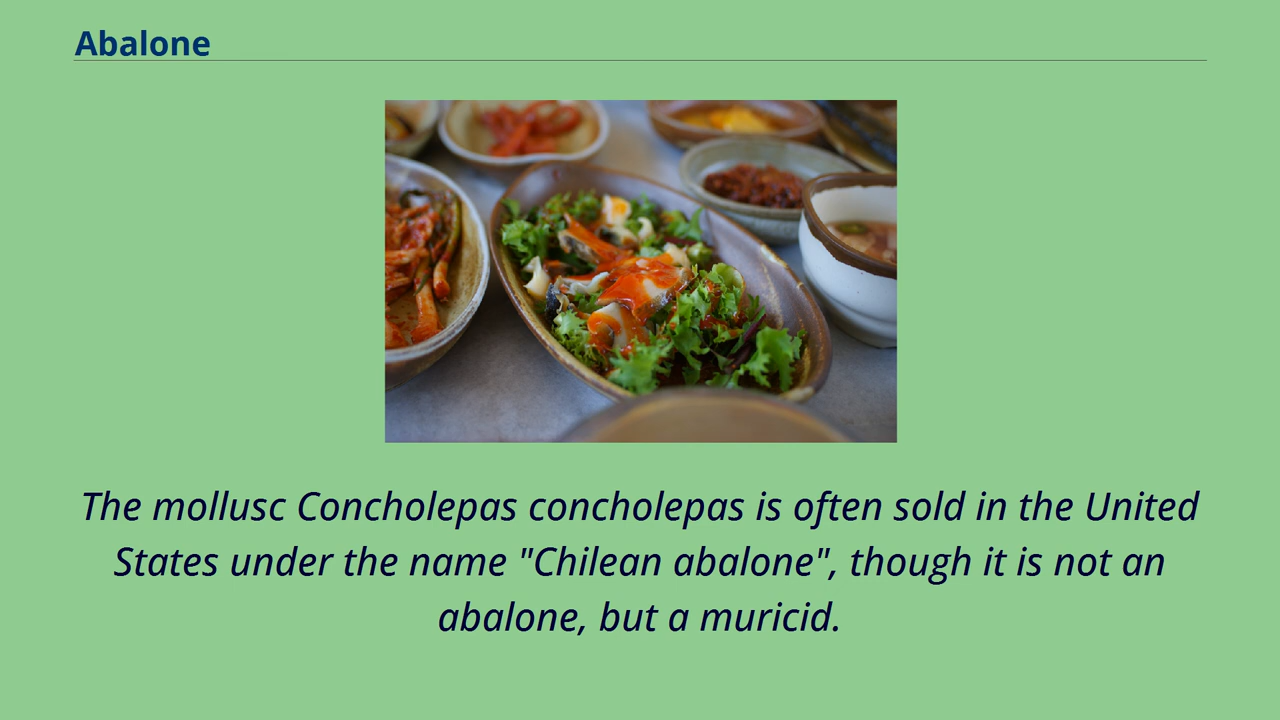 Abalone
The mollusc Concholepas concholepas is often sold in the United
States under the name "Chilean abalone", though it is not an
abalone, but a muricid.